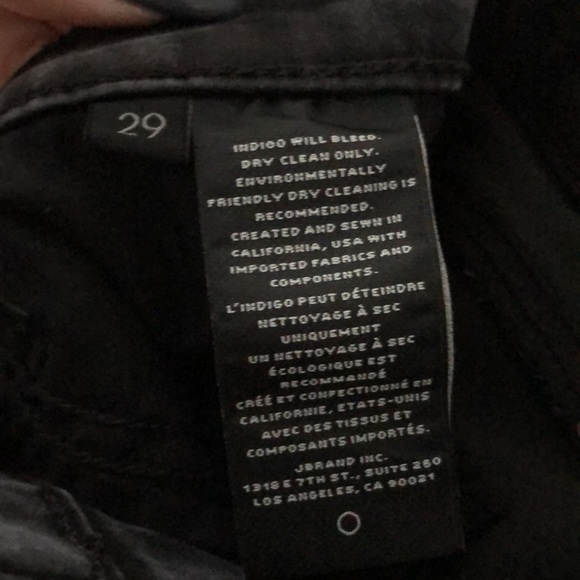 29
INDIGO WILL BLEED.
DRY CLEAN ONLY.
ENVIRONMENTALLY
FRIENDLY DRY CLEANING IS
RECOMMENDED.
CREATED AND SEWN IN
CALIFORNIA, USA WITH
IMPORTED FABRICS AND
COMPONENTS.
L'INDIGO PEUT DÉTEINDRE
NETTOYAGE À SEC
UNIQUEMENT
UN NETTOYAGE À SEC
ÉCOLOGIQUE EST
RECOMMANDÉ
CRÉÉ ET CONFECTIONNÉ EN
CALIFORNIE, ETATS-UNIS
AVEC DES TISSUS ET
COMPOSANTS IMPORTÉS.
JBRAND INC.
1318 E 7TH ST., SUITE 260
LOS ANGELES, CA 90021